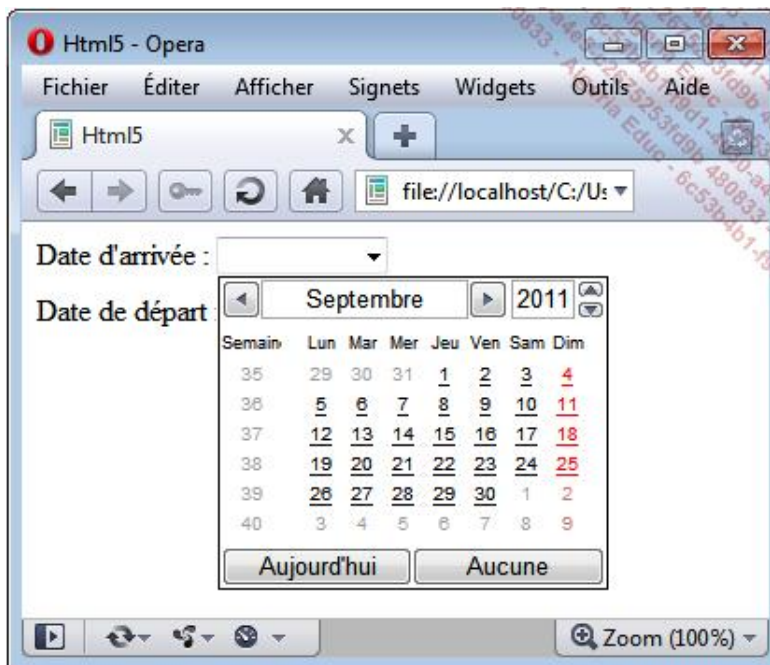 Html5 - Opera
Fichier Éditer Afficher Signets Widgets Outils Aide
Html5
file://localhost/C:/Us
Date d'arrivée :
Date de départ :
Septembre 2011
Semain Lun Mar Mer Jeu Ven Sam Dim
35 29 30 31 1 2 3 4
36 5 6 7 8 9 10 11
37 12 13 14 15 16 17 18
38 19 20 21 22 23 24 25
39 26 27 28 29 30 1 2
40 3 4 5 6 7 8 9
Aujourd'hui Aucune
Zoom (100%)